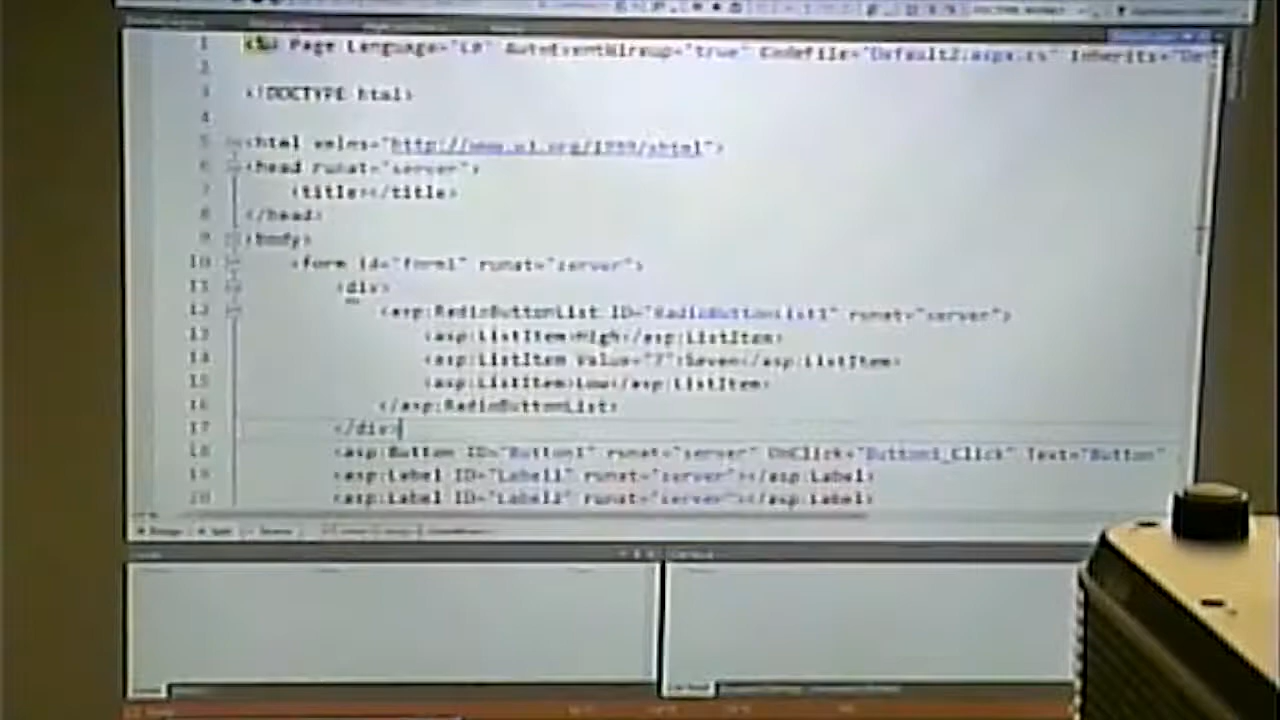 1 <%@ Page Language="C#" AutoEventWireup="true" CodeFile="Default2.aspx.cs" Inherits="Def
2
3 <!DOCTYPE html>
4
5 <html xmlns="http://www.w3.org/1999/xhtml">
6 <head runat="server">
7 <title></title>
8 </head>
9 <body>
10 <form id="form1" runat="server">
11 <div>
12 <asp:RadioButtonList ID="RadioButtonList1" runat="server">
13 <asp:ListItem>High</asp:ListItem>
14 <asp:ListItem Value="7">Seven</asp:ListItem>
15 <asp:ListItem>Low</asp:ListItem>
16 </asp:RadioButtonList>
17 </div>
18 <asp:Button ID="Button1" runat="server" OnClick="Button1_Click" Text="Button"
19 <asp:Label ID="Label1" runat="server"></asp:Label>
20 <asp:Label ID="Label2" runat="server"></asp:Label>